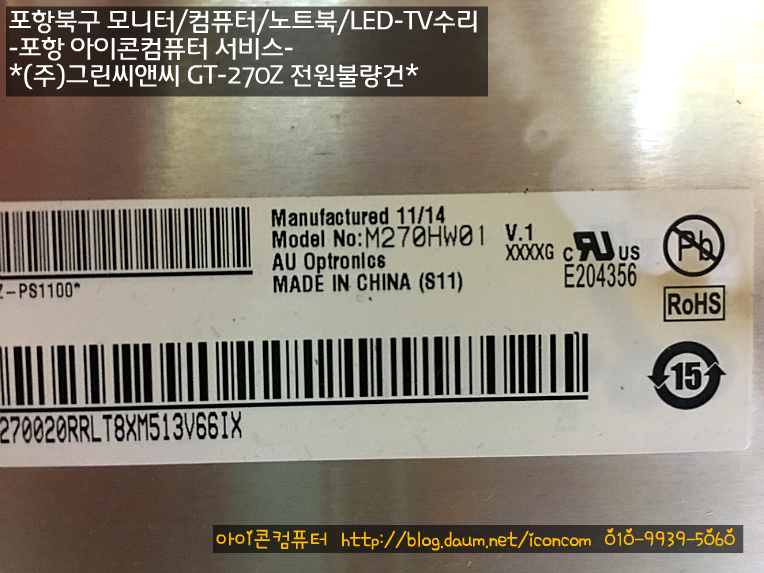 포항북구 모니터/컴퓨터/노트북/LED-TV수리
-포항 아이콘컴퓨터 서비스-
*(주)그린씨앤씨 GT-270Z 전원불량건*
Manufactured 11/14
Model No:M270HW01 V.1
XXXXG
AU Optronics
MADE IN CHINA (S11)
c RU US
E204356
Pb
RoHS
Z-PS1100*
15
270020RRLT8XM513V66IX
아이콘컴퓨터 http://blog.daum.net/iconcom 010-9939-5060